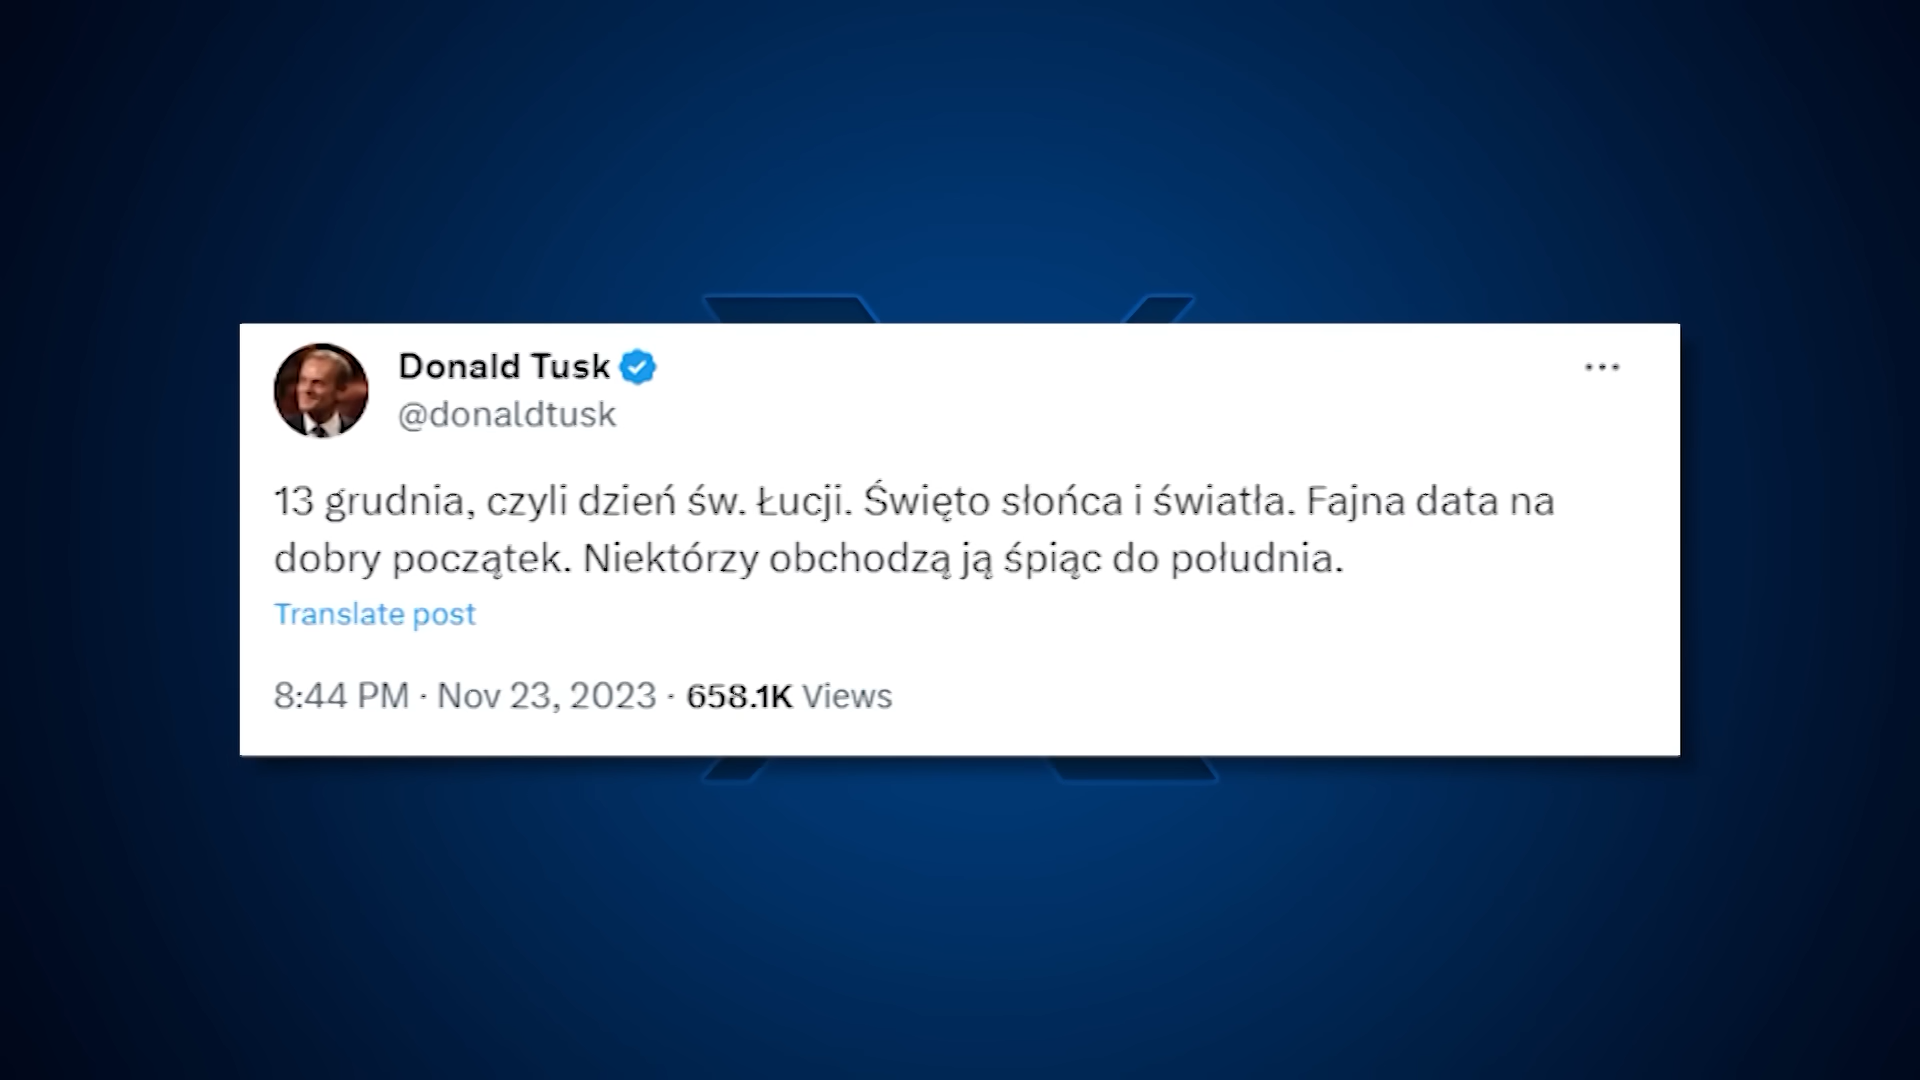 Donald Tusk
@donaldtusk
13 grudnia, czyli dzień św. Łucji. Święto słońca i światła. Fajna data na
dobry początek. Niektórzy obchodzą ją śpiąc do południa.
Translate post
8:44 PM · Nov 23, 2023 · 658.1K Views